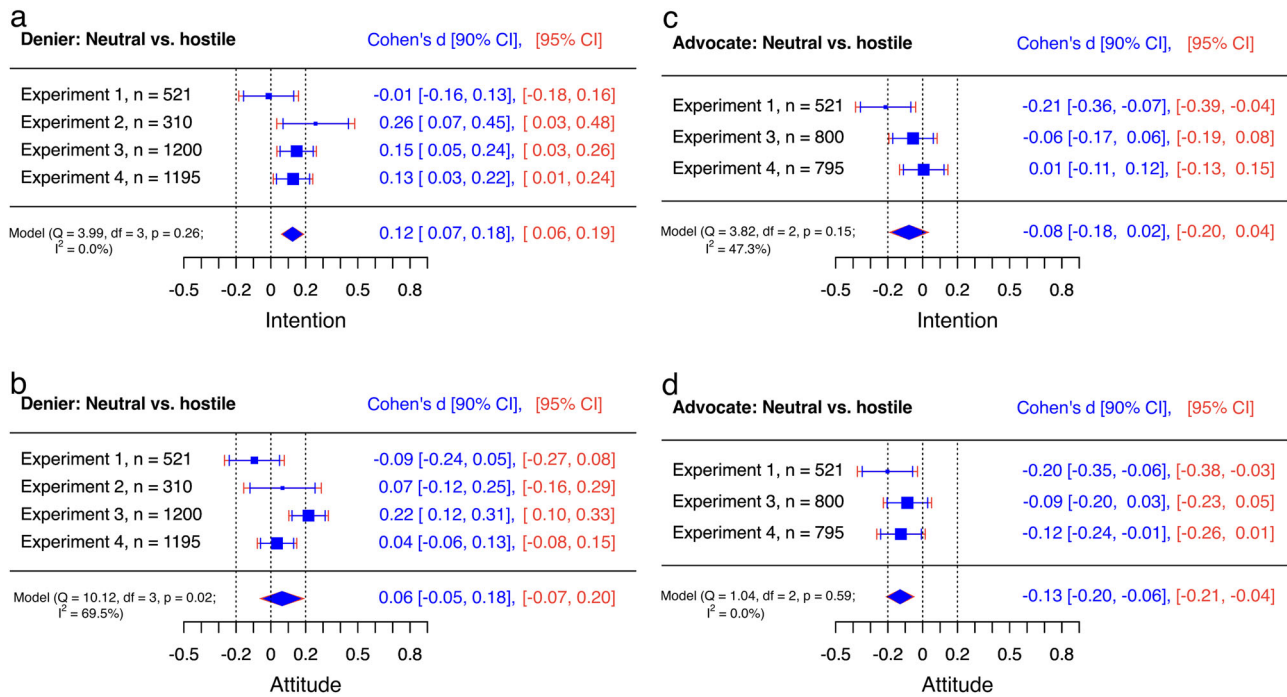 a
Denier: Neutral vs. hostile Cohen's d [90% CI], [95% CI]
Experiment 1, n = 521 -0.01 [-0.16, 0.13], [-0.18, 0.16]
Experiment 2, n = 310 0.26 [ 0.07, 0.45], [ 0.03, 0.48]
Experiment 3, n = 1200 0.15 [ 0.05, 0.24], [ 0.03, 0.26]
Experiment 4, n = 1195 0.13 [ 0.03, 0.22], [ 0.01, 0.24]
Model (Q = 3.99, df = 3, p = 0.26; 0.12 [ 0.07, 0.18], [ 0.06, 0.19]
I² = 0.0%)
-0.5 -0.2 0 0.2 0.5 0.8
Intention
b
Denier: Neutral vs. hostile Cohen's d [90% CI], [95% CI]
Experiment 1, n = 521 -0.09 [-0.24, 0.05], [-0.27, 0.08]
Experiment 2, n = 310 0.07 [-0.12, 0.25], [-0.16, 0.29]
Experiment 3, n = 1200 0.22 [ 0.12, 0.31], [ 0.10, 0.33]
Experiment 4, n = 1195 0.04 [-0.06, 0.13], [-0.08, 0.15]
Model (Q = 10.12, df = 3, p = 0.02; 0.06 [-0.05, 0.18], [-0.07, 0.20]
I² = 69.5%)
-0.5 -0.2 0 0.2 0.5 0.8
Attitude
c
Advocate: Neutral vs. hostile Cohen's d [90% CI], [95% CI]
Experiment 1, n = 521 -0.21 [-0.36, -0.07], [-0.39, -0.04]
Experiment 3, n = 800 -0.06 [-0.17, 0.06], [-0.19, 0.08]
Experiment 4, n = 795 0.01 [-0.11, 0.12], [-0.13, 0.15]
Model (Q = 3.82, df = 2, p = 0.15; -0.08 [-0.18, 0.02], [-0.20, 0.04]
I² = 47.3%)
-0.5 -0.2 0 0.2 0.5 0.8
Intention
d
Advocate: Neutral vs. hostile Cohen's d [90% CI], [95% CI]
Experiment 1, n = 521 -0.20 [-0.35, -0.06], [-0.38, -0.03]
Experiment 3, n = 800 -0.09 [-0.20, 0.03], [-0.23, 0.05]
Experiment 4, n = 795 -0.12 [-0.24, -0.01], [-0.26, 0.01]
Model (Q = 1.04, df = 2, p = 0.59; -0.13 [-0.20, -0.06], [-0.21, -0.04]
I² = 0.0%)
-0.5 -0.2 0 0.2 0.5 0.8
Attitude